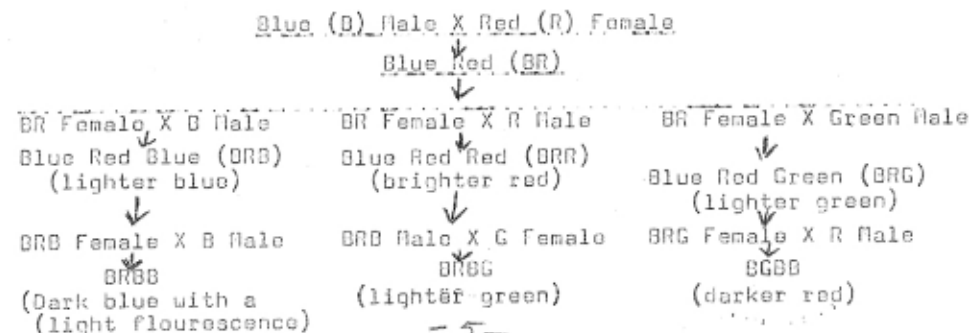 Blue (B) Male X Red (R) Female
Blue Red (BR)
BR Female X B Male
Blue Red Blue (BRB)
(lighter blue)
BRB Female X B Male
BRBB
(Dark blue with a
(light flourescence)
BR Female X R Male
Blue Red Red (BRR)
(brighter red)
BRB Male X G Female
BRBG
(lighter green)
BR Female X Green Male
Blue Red Green (BRG)
(lighter green)
BRG Female X R Male
BGBB
(darker red)
- 5 -